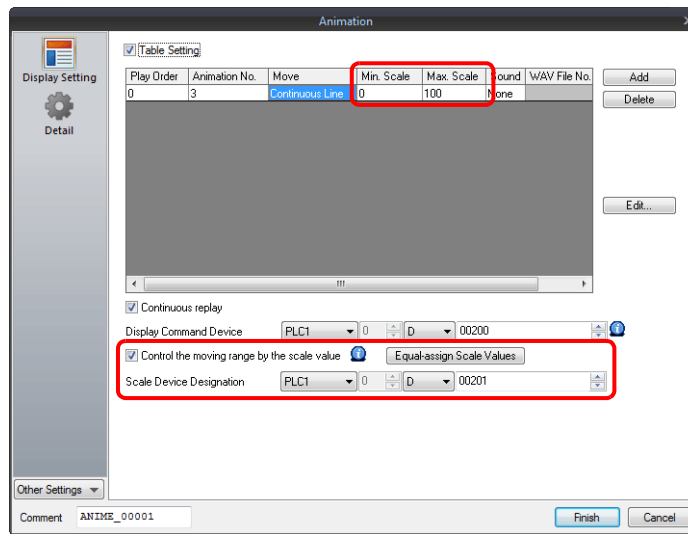 Animation
Display Setting
Detail
Table Setting
Play Order Animation No. Move Min. Scale Max. Scale Sound WAV File No.
0 3 Continuous Line 0 100 None
Add
Delete
Edit...
Continuous replay
Display Command Device PLC1 0 D 00200
Control the moving range by the scale value Equal-assign Scale Values
Scale Device Designation PLC1 0 D 00201
Other Settings
Comment ANIME_00001 Finish Cancel